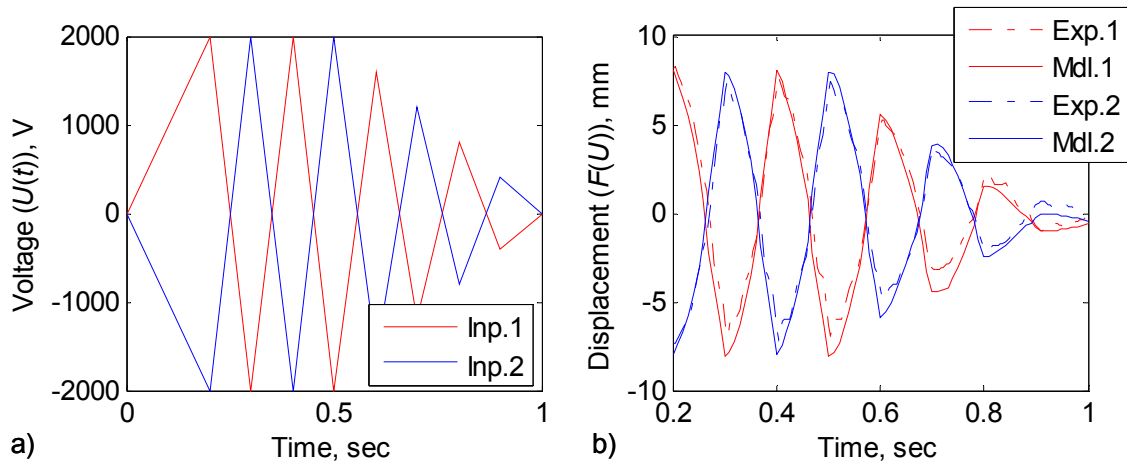 2000
1000
0
-1000
-2000
Voltage (U(t)), V
0
0.5
1
Time, sec
Inp.1
Inp.2
a)
10
5
0
-5
-10
Displacement (F(U)), mm
0.2
0.4
0.6
0.8
1
Time, sec
Exp.1
Mdl.1
Exp.2
Mdl.2
b)